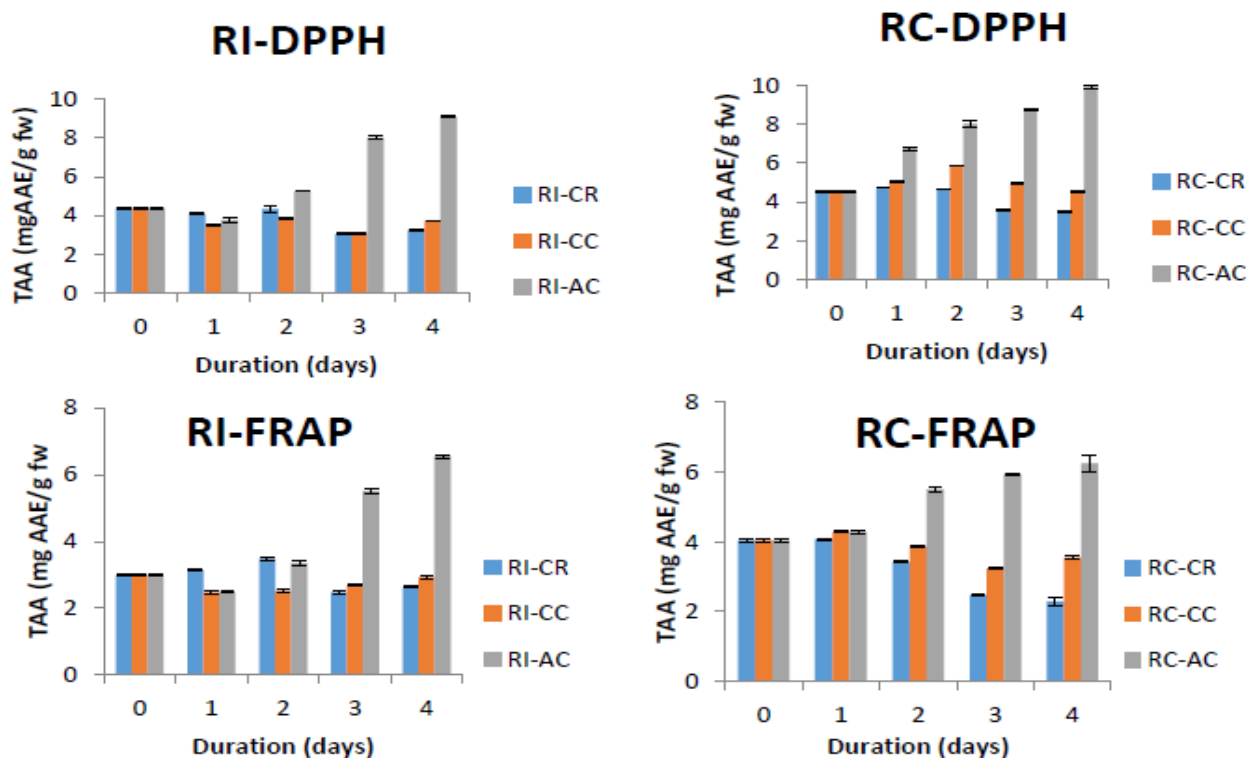 RI-DPPH
TAA (mgAAE/g fw)
10
8
6
4
2
0
0 1 2 3 4
Duration (days)
RI-CR
RI-CC
RI-AC
RC-DPPH
TAA (mg AAE/g fw)
10
8
6
4
2
0
0 1 2 3 4
Duration (days)
RC-CR
RC-CC
RC-AC
RI-FRAP
TAA (mg AAE/g fw)
8
6
4
2
0
0 1 2 3 4
Duration (days)
RI-CR
RI-CC
RI-AC
RC-FRAP
TAA (mg AAE/g fw)
8
6
4
2
0
0 1 2 3 4
Duration (days)
RC-CR
RC-CC
RC-AC